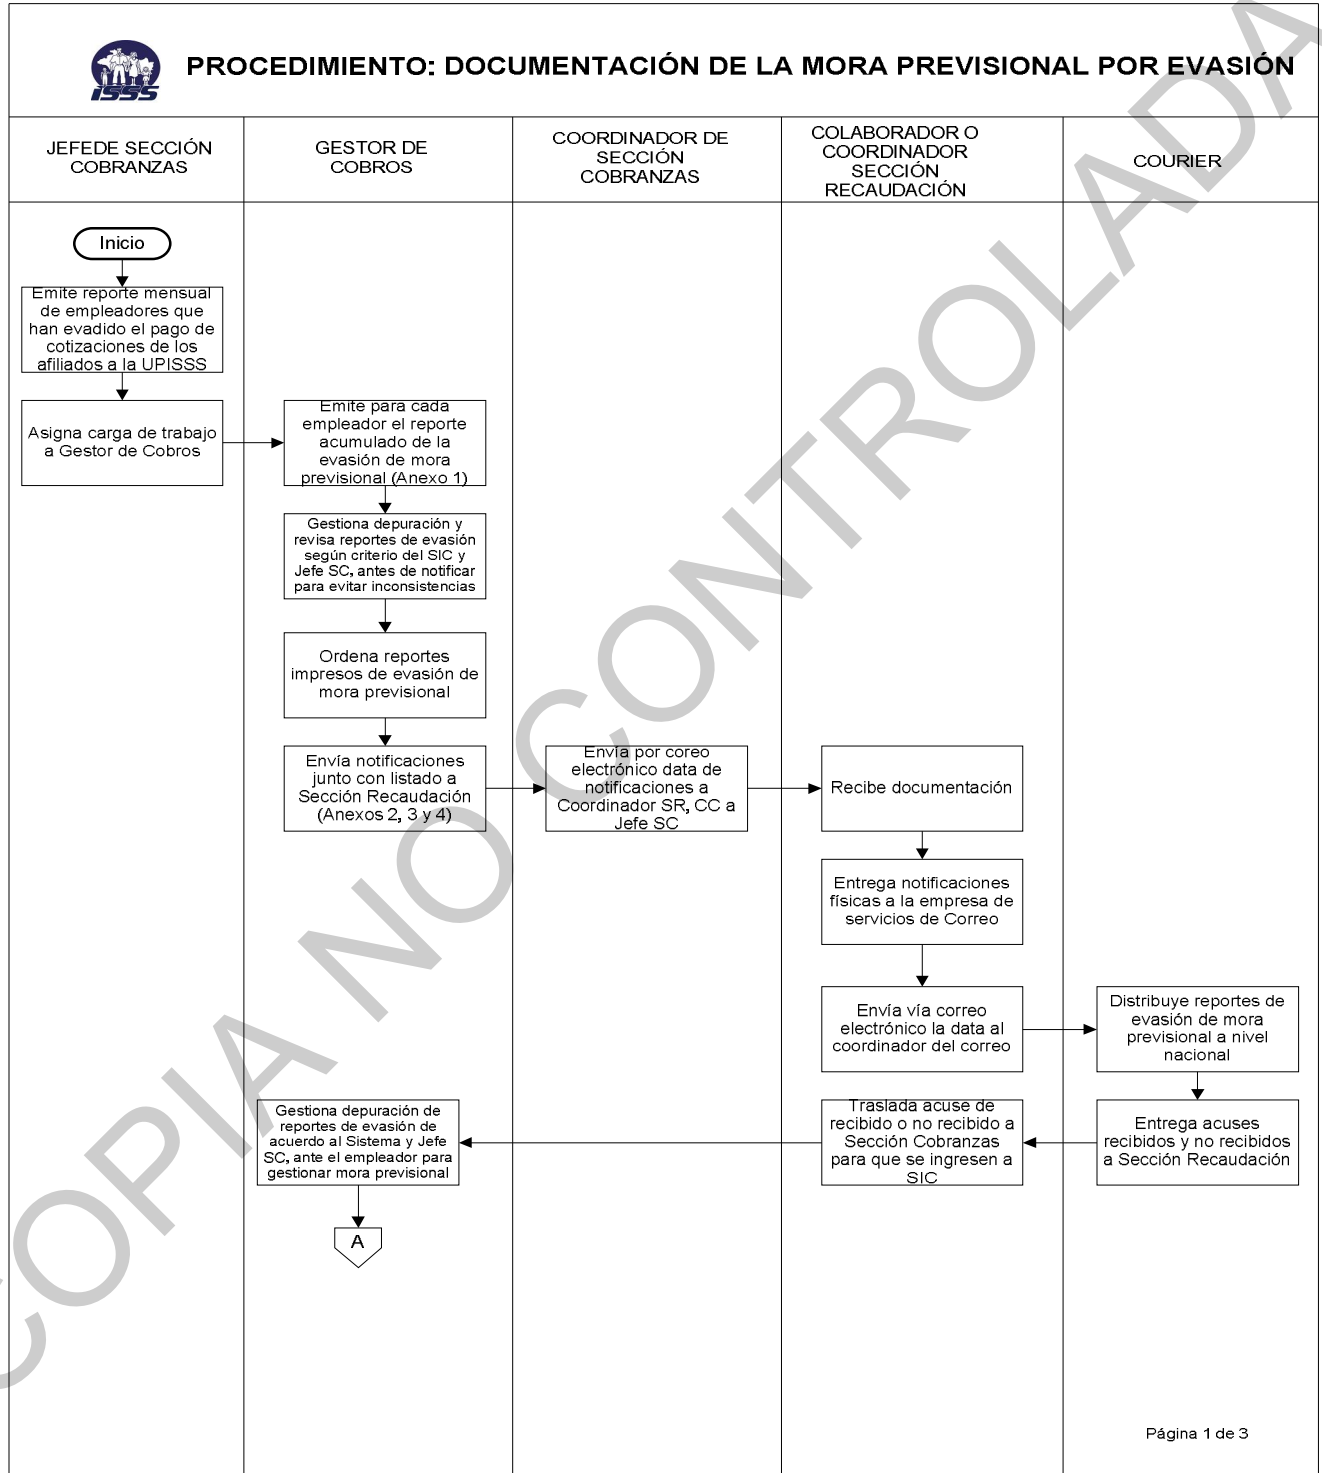 ISSS
PROCEDIMIENTO: DOCUMENTACIÓN DE LA MORA PREVISIONAL POR EVASIÓN
JEFEDE SECCIÓN
COBRANZAS
GESTOR DE
COBROS
COORDINADOR DE
SECCIÓN
COBRANZAS
COLABORADOR O
COORDINADOR
SECCIÓN
RECAUDACIÓN
COURIER
Inicio
Emite reporte mensual
de empleadores que
han evadido el pago de
cotizaciones de los
afiliados a la UPISSS
Asigna carga de trabajo
a Gestor de Cobros
Emite para cada
empleador el reporte
acumulado de la
evasión de mora
previsional (Anexo 1)
Gestiona depuración y
revisa reportes de evasión
según criterio del SIC y
Jefe SC, antes de notificar
para evitar inconsistencias
Ordena reportes
impresos de evasión de
mora previsional
Envía notificaciones
junto con listado a
Sección Recaudación
(Anexos 2, 3 y 4)
Envía por coreo
electrónico data de
notificaciones a
Coordinador SR, CC a
Jefe SC
Recibe documentación
Entrega notificaciones
físicas a la empresa de
servicios de Correo
Envía vía correo
electrónico la data al
coordinador del correo
Distribuye reportes de
evasión de mora
previsional a nivel
nacional
Entrega acuses
recibidos y no recibidos
a Sección Recaudación
Traslada acuse de
recibido o no recibido a
Sección Cobranzas
para que se ingresen a
SIC
Gestiona depuración de
reportes de evasión de
acuerdo al Sistema y Jefe
SC, ante el empleador para
gestionar mora previsional
A
Página 1 de 3
COPIA NO CONTROLADA